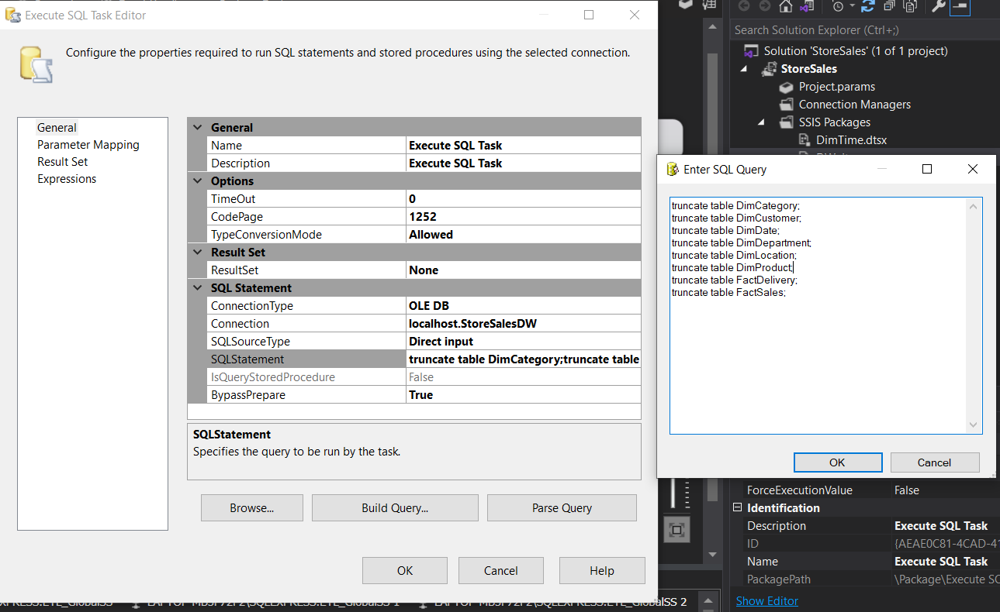 Execute SQL Task Editor
Configure the properties required to run SQL statements and stored procedures using the selected connection.
General
Parameter Mapping
Result Set
Expressions
General
Name Execute SQL Task
Description Execute SQL Task
Options
TimeOut 0
CodePage 1252
TypeConversionMode Allowed
Result Set
ResultSet None
SQL Statement
ConnectionType OLE DB
Connection localhost.StoreSalesDW
SQLSourceType Direct input
SQLStatement truncate table DimCategory;truncate table
IsQueryStoredProcedure False
BypassPrepare True
SQLStatement
Specifies the query to be run by the task.
Browse...
Build Query...
Parse Query
OK
Cancel
Help
Search Solution Explorer (Ctrl+;)
Solution 'StoreSales' (1 of 1 project)
StoreSales
Project.params
Connection Managers
SSIS Packages
DimTime.dtsx
Enter SQL Query
truncate table DimCategory;
truncate table DimCustomer;
truncate table DimDate;
truncate table DimDepartment;
truncate table DimLocation;
truncate table DimProduct;
truncate table FactDelivery;
truncate table FactSales;
OK
Cancel
ForceExecutionValue False
Identification
Description Execute SQL Task
ID {AEAE0C81-4CAD-41
Name Execute SQL Task
PackagePath \Package\Execute SQ
Show Editor